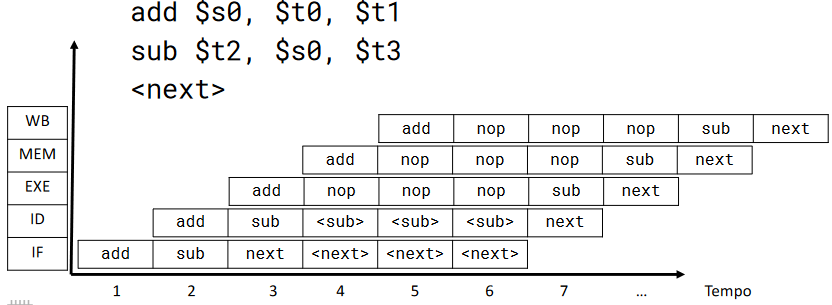 add $s0, $t0, $t1
sub $t2, $s0, $t3
<next>
WB add nop nop nop sub next
MEM add nop nop nop sub next
EXE add nop nop nop sub next
ID add sub <sub> <sub> <sub> next
IF add sub next <next> <next> <next>
1 2 3 4 5 6 7 ... Tempo